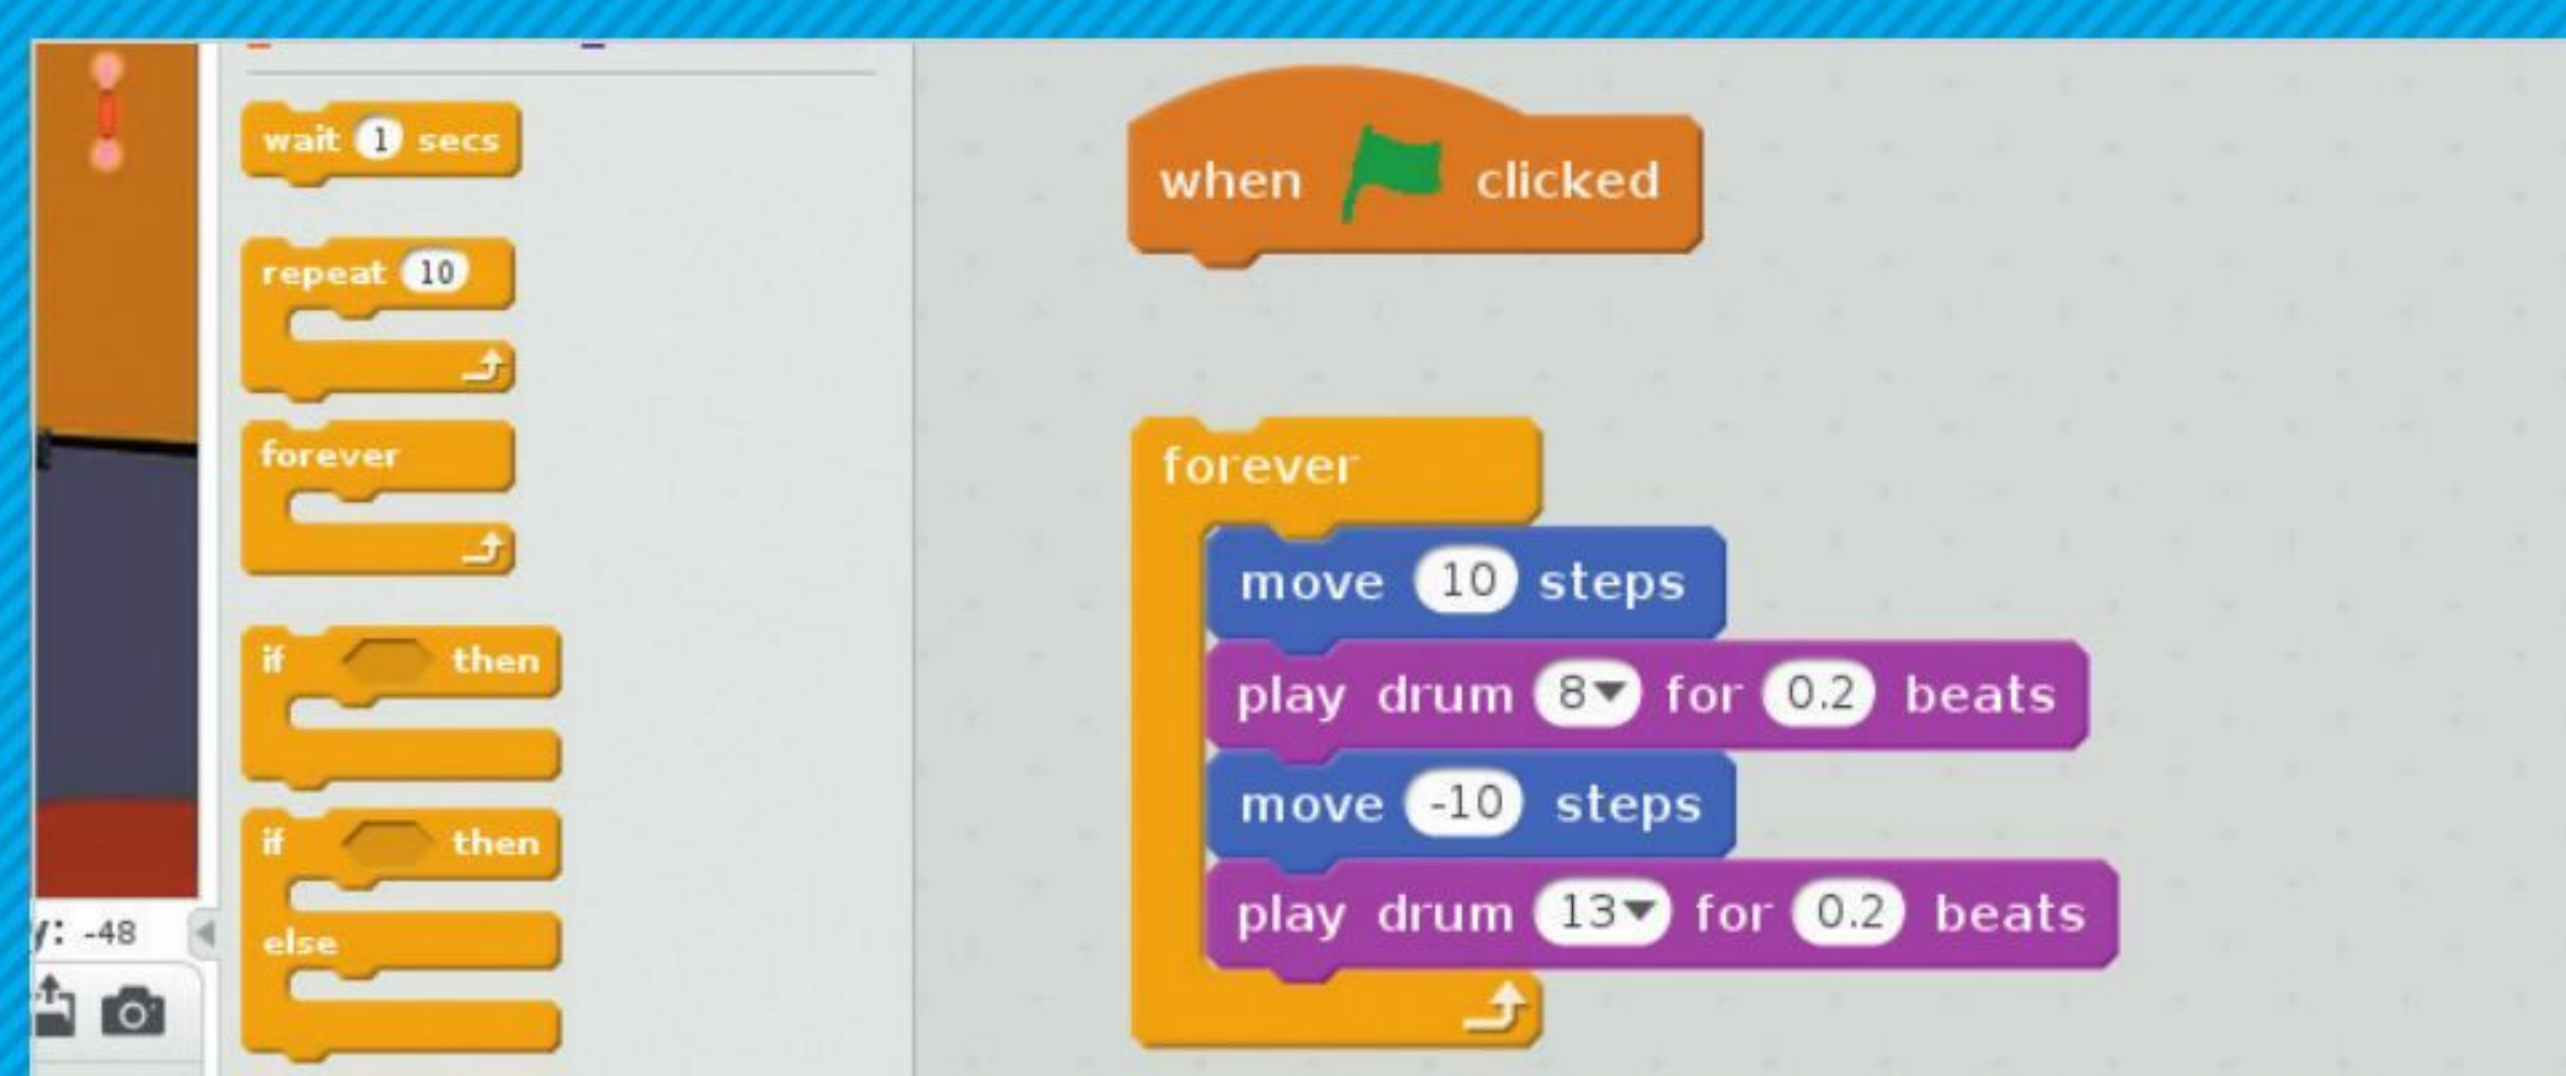 wait 1 secs
repeat 10
forever
if then
if then
else
y: -48
when clicked
forever
move 10 steps
play drum 8 for 0.2 beats
move -10 steps
play drum 13 for 0.2 beats